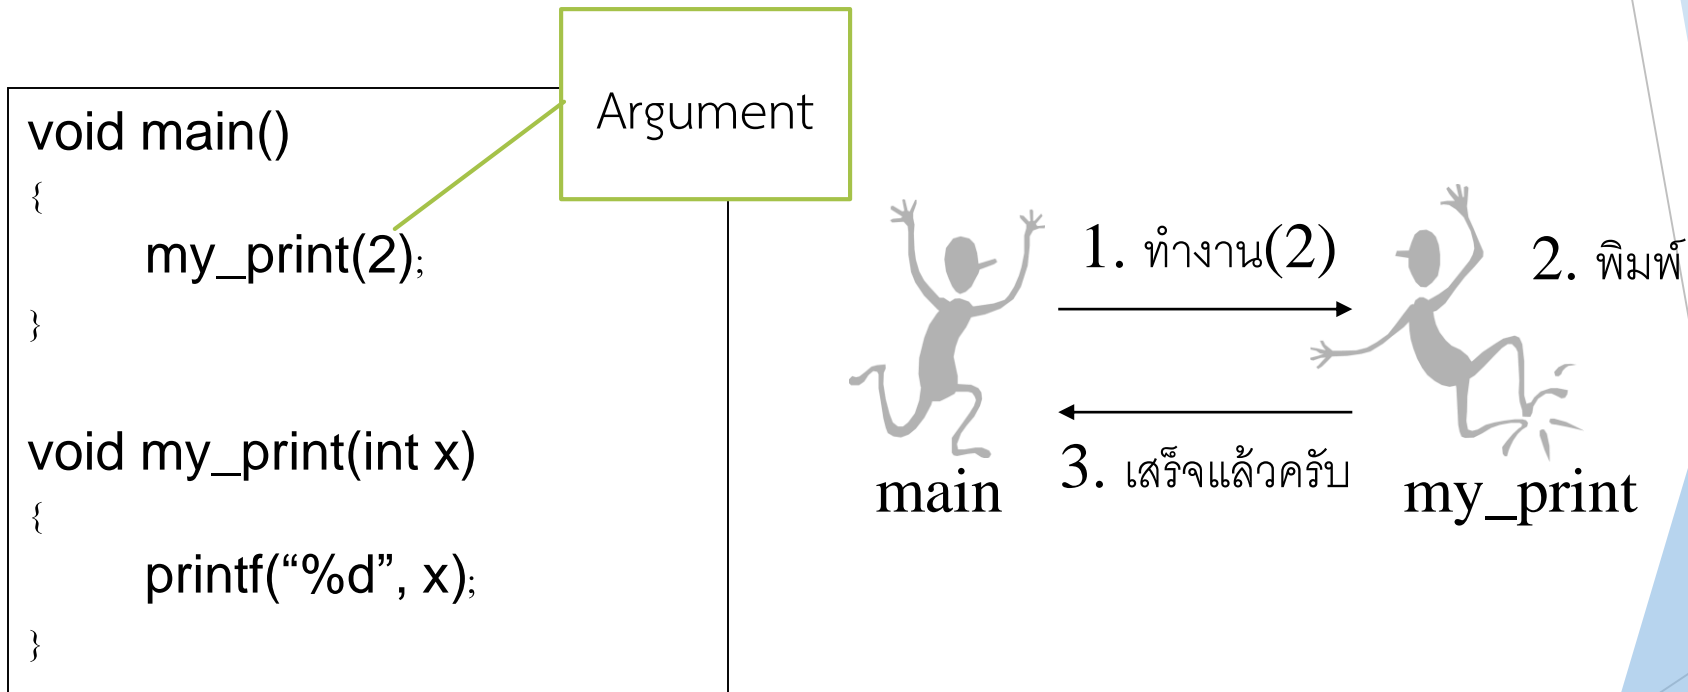 Argument
void main()
{
my_print(2);
}
void my_print(int x)
{
printf(“%d”, x);
}
1. ทำงาน(2)
2. พิมพ์
3. เสร็จแล้วครับ
main
my_print